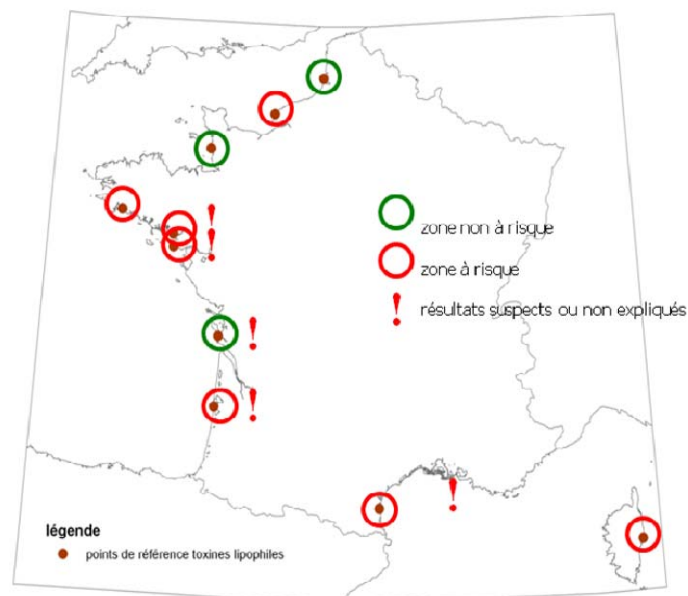 zone non à risque
zone à risque
résultats suspects ou non expliqués
légende
points de référence toxines lipophiles